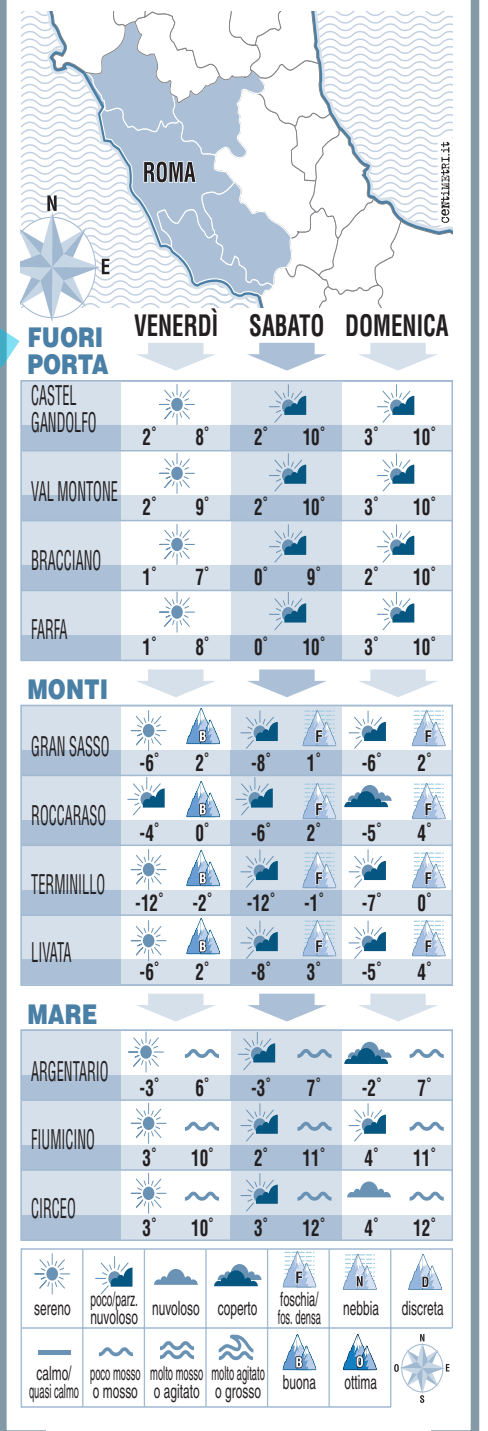 ROMA
CENTIMETRI.it
N
E
FUORI PORTA
VENERDÌ SABATO DOMENICA
CASTEL GANDOLFO
2° 8° 2° 10° 3° 10°
VAL MONTONE
2° 9° 2° 10° 3° 10°
BRACCIANO
1° 7° 0° 9° 2° 10°
FARFA
1° 8° 0° 10° 3° 10°
MONTI
GRAN SASSO
B F F
-6° 2° -8° 1° -6° 2°
ROCCARASO
B F F
-4° 0° -6° 2° -5° 4°
TERMINILLO
B F F
-12° -2° -12° -1° -7° 0°
LIVATA
B F F
-6° 2° -8° 3° -5° 4°
MARE
ARGENTARIO
-3° 6° -3° 7° -2° 7°
FIUMICINO
3° 10° 2° 11° 4° 11°
CIRCEO
3° 10° 3° 12° 4° 12°
sereno
poco/parz.
nuvoloso
nuvoloso
coperto
F
foschia/
fos. densa
N
nebbia
D
discreta
calmo/
quasi calmo
poco mosso
o mosso
molto mosso
o agitato
molto agitato
o grosso
B
buona
O
ottima
N
O E
S